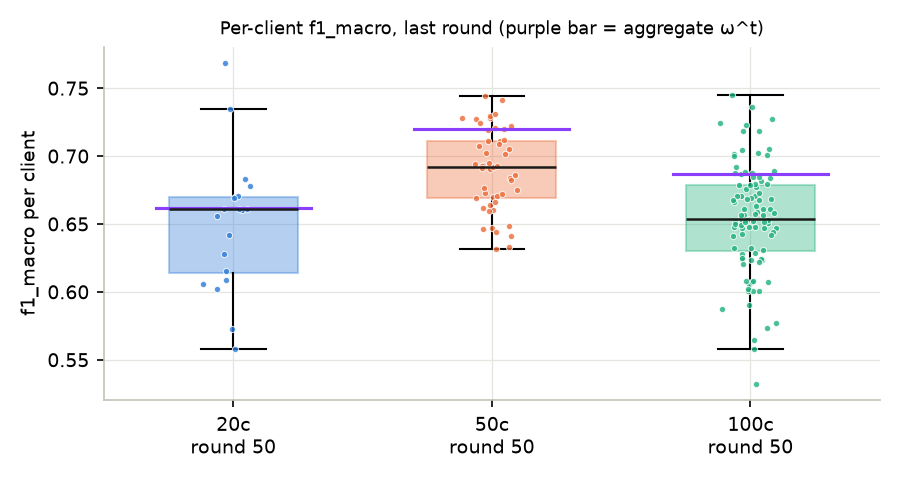 Per-client f1_macro, last round (purple bar = aggregate ω^t)
f1_macro per client
0.75
0.70
0.65
0.60
0.55
20c
round 50
50c
round 50
100c
round 50